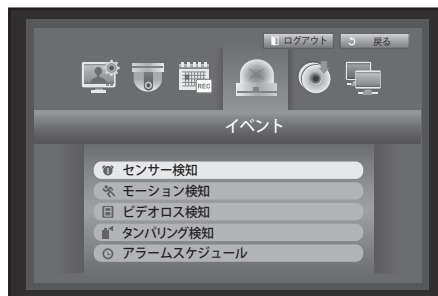 ログアウト 戻る
REC
イベント
センサー検知
モーション検知
ビデオロス検知
タンパリング検知
アラームスケジュール